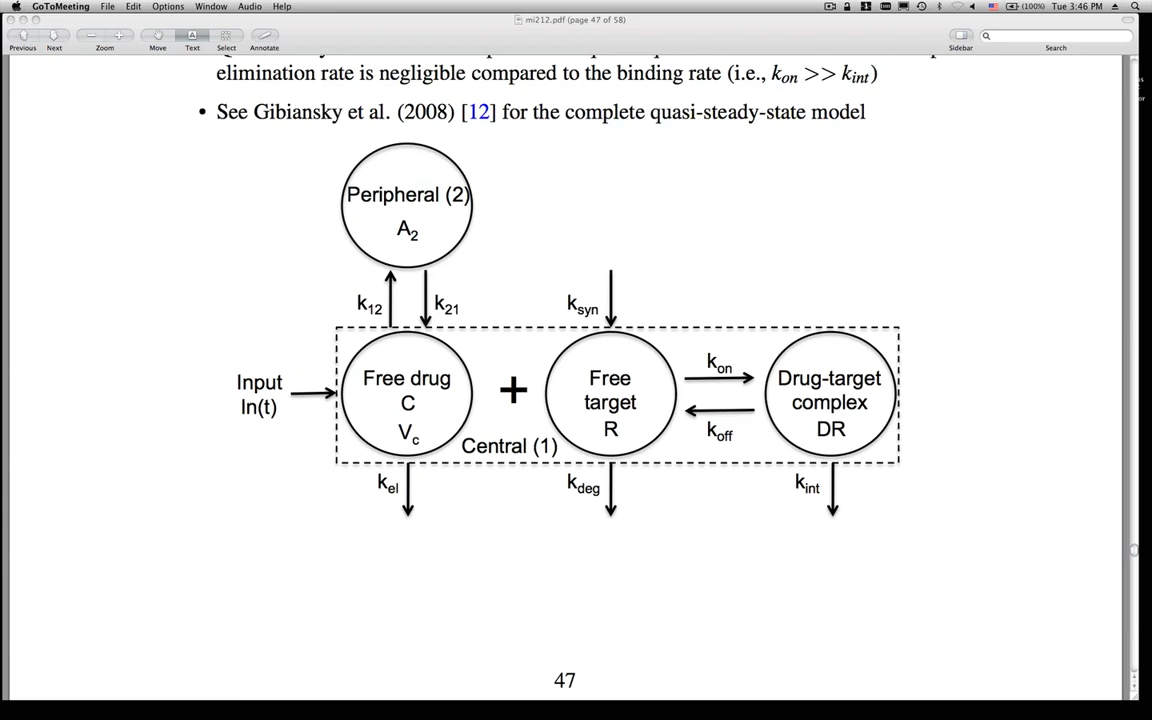 GoToMeeting File Edit Options Window Audio Help (100%) Tue 3:46 PM
mi212.pdf (page 47 of 58)
Previous Next Zoom Move Text Select Annotate Sidebar Search
elimination rate is negligible compared to the binding rate (i.e., kon >> kint)
• See Gibiansky et al. (2008) [12] for the complete quasi-steady-state model
Peripheral (2)
A2
k12 k21 ksyn
Input
In(t)
Free drug
C
Vc
+
Central (1)
Free
target
R
kon
koff
Drug-target
complex
DR
kel kdeg kint
47